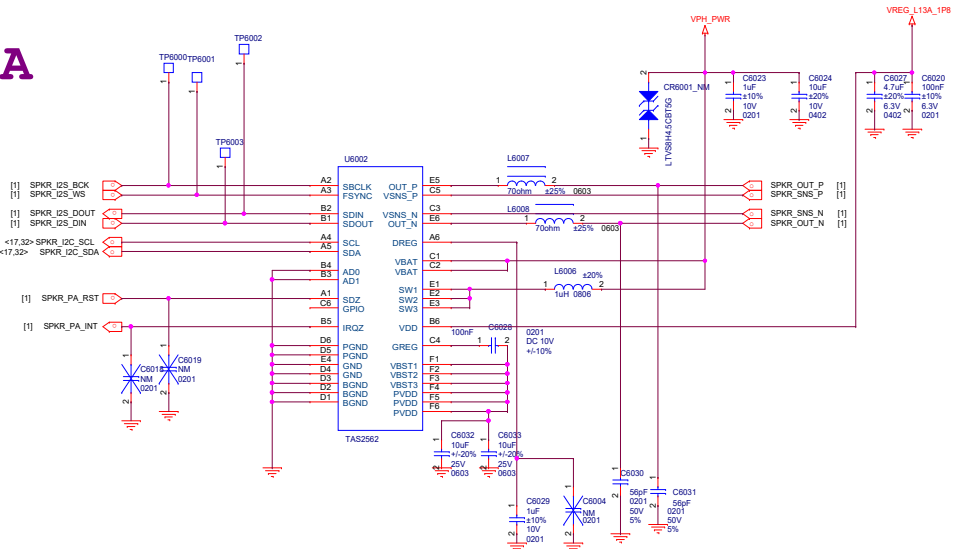 VREG_L13A_1P8
VPH_PWR
A
TP6002
TP6000
TP6001
TP6003
CR6001_NM
LTVS8H4.5CBT5G
C6023
1uF
±10%
10V
0201
C6024
10uF
±20%
10V
0402
C6027
4.7uF
±20%
6.3V
0402
C6020
100nF
±10%
6.3V
0201
U6002
L6007
70ohm ±25% 0603
L6008
70ohm ±25% 0603
[1] SPKR_I2S_BCK
[1] SPKR_I2S_WS
[1] SPKR_I2S_DOUT
[1] SPKR_I2S_DIN
<17,32> SPKR_I2C_SCL
<17,32> SPKR_I2C_SDA
[1] SPKR_PA_RST
[1] SPKR_PA_INT
A2 SBCLK
A3 FSYNC
B2 SDIN
B1 SDOUT
A4 SCL
A5 SDA
B4 AD0
B3 AD1
A1 SDZ
C6 GPIO
B5 IRQZ
D6 PGND
D5 PGND
E4 GND
D4 GND
D3 BGND
D2 BGND
D1 BGND
OUT_P E5
VSNS_P C5
VSNS_N C3
OUT_N E6
DREG A6
VBAT C1
VBAT C2
SW1 E1
SW2 E2
SW3 E3
VDD B6
GREG C4
VBST1 F1
VBST2 F2
VBST3 F3
PVDD F4
PVDD F5
PVDD F6
TAS2562
SPKR_OUT_P [1]
SPKR_SNS_P [1]
SPKR_SNS_N [1]
SPKR_OUT_N [1]
L6006 ±20%
1uH 0806
100nF C6028
0201
DC 10V
+/-10%
C6018
NM
0201
C6019
NM
0201
C6032
10uF
+/-20%
25V
0603
C6033
10uF
+/-20%
25V
0603
C6029
1uF
±10%
10V
0201
C6004
NM
0201
C6030
56pF
0201
50V
5%
C6031
56pF
0201
50V
5%